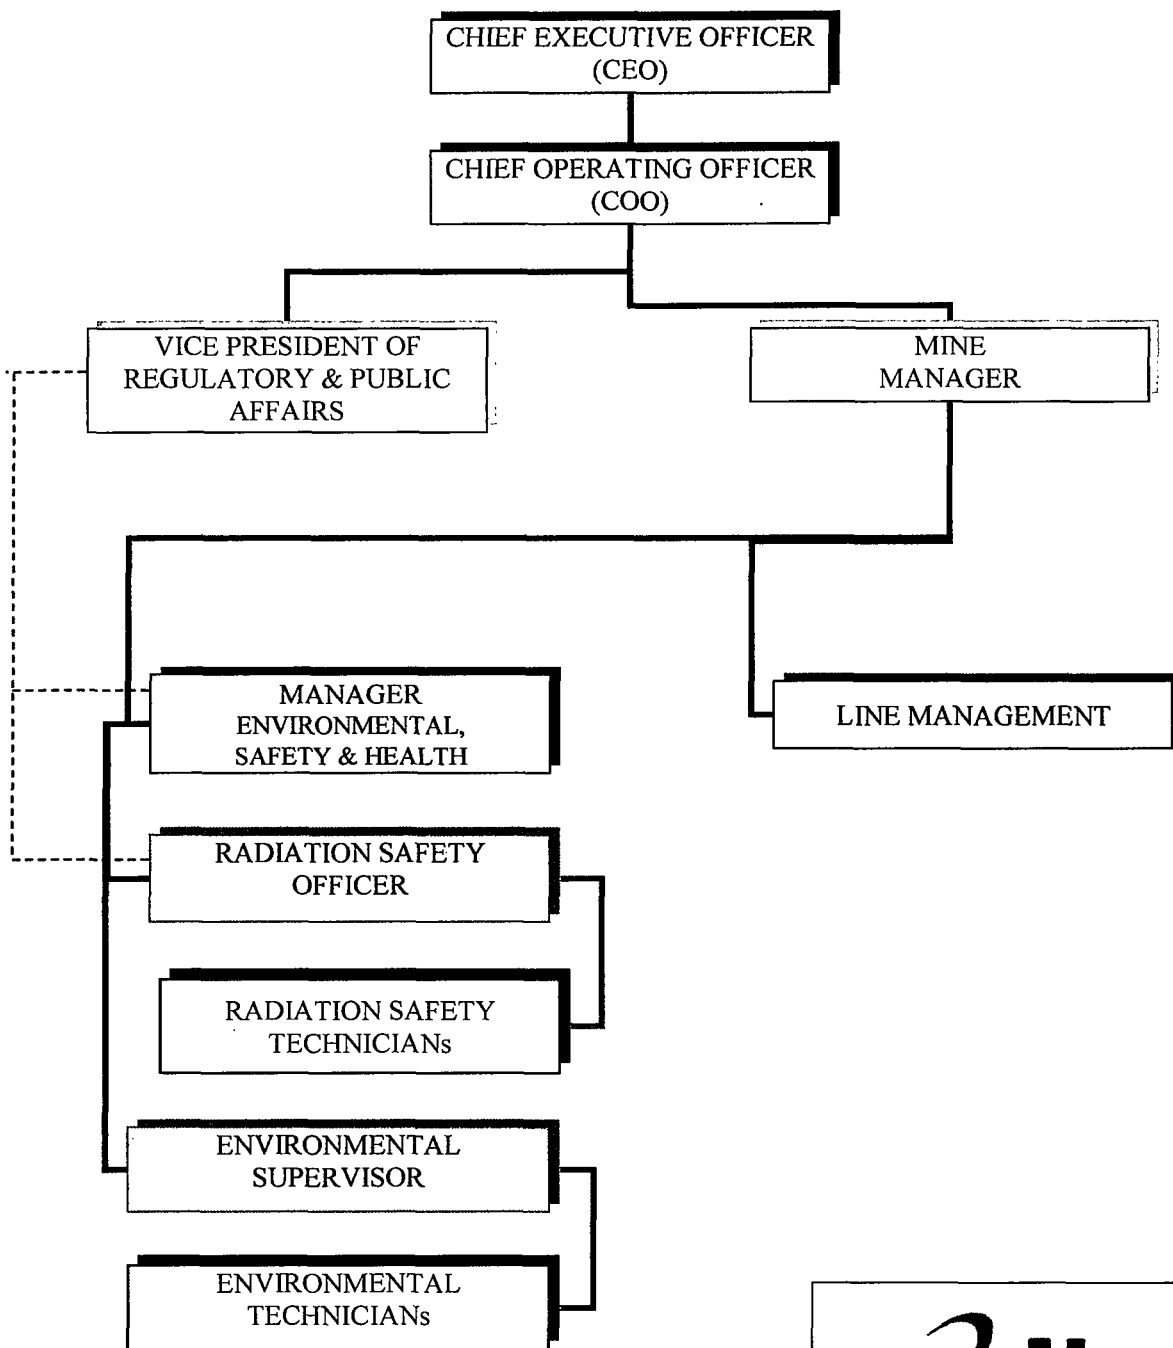 CHIEF EXECUTIVE OFFICER
(CEO)
CHIEF OPERATING OFFICER
(COO)
VICE PRESIDENT OF
REGULATORY & PUBLIC
AFFAIRS
MINE
MANAGER
MANAGER
ENVIRONMENTAL,
SAFETY & HEALTH
LINE MANAGEMENT
RADIATION SAFETY
OFFICER
RADIATION SAFETY
TECHNICIANs
ENVIRONMENTAL
SUPERVISOR
ENVIRONMENTAL
TECHNICIANs